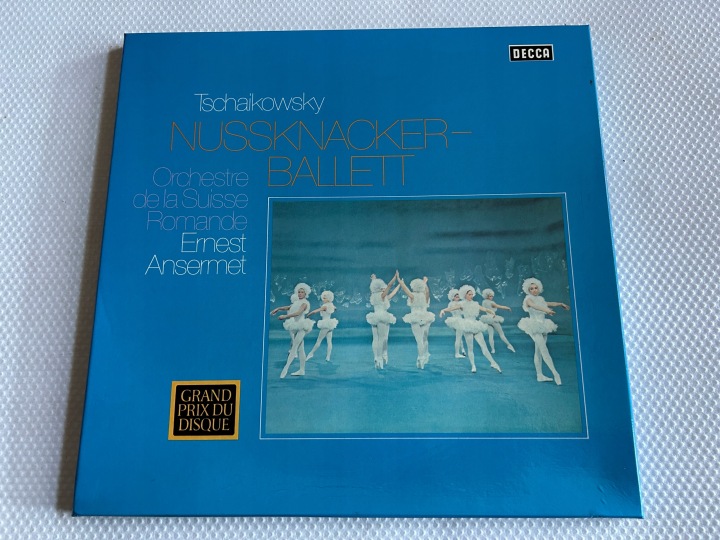 DECCA
Tschaikowsky
NUSSKNACKER–
BALLETT
Orchestre
de la Suisse
Romande
Ernest
Ansermet
GRAND
PRIX DU
DISQUE